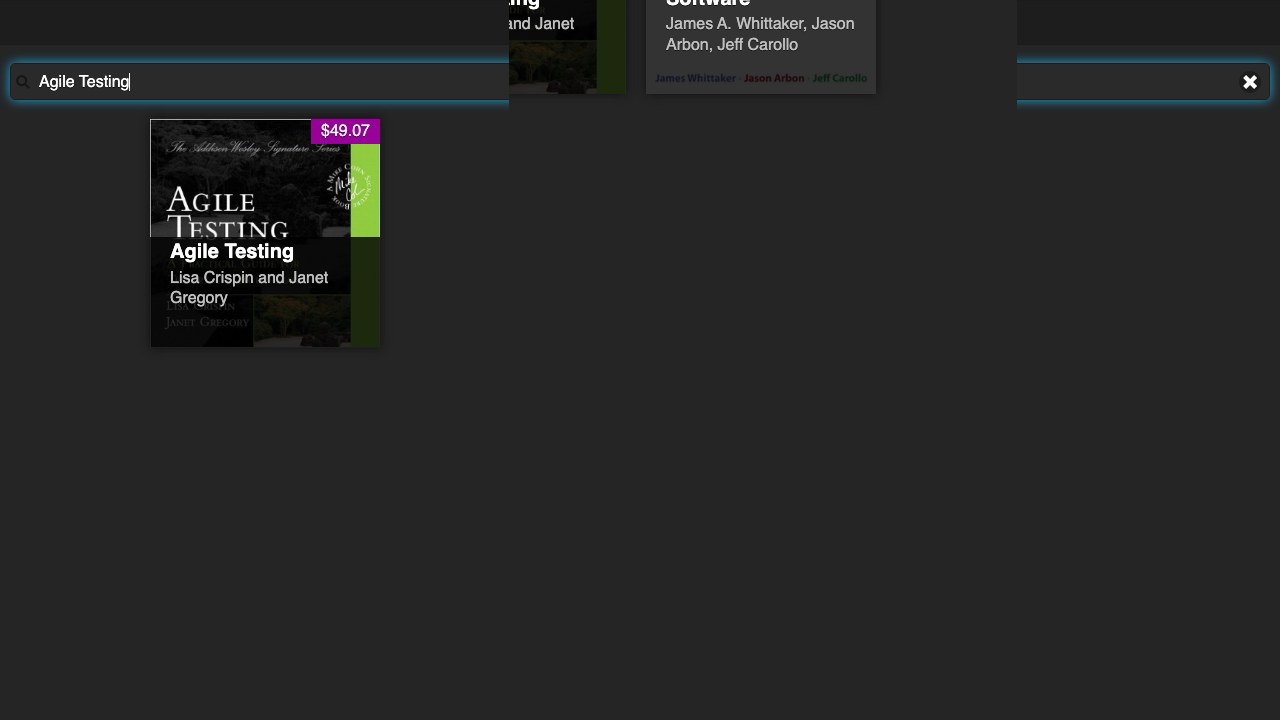 Software
and Janet
James A. Whittaker, Jason
Arbon, Jeff Carollo
James Whittaker · Jason Arbon · Jeff Carollo
Agile Testing
$49.07
The Addison Wesley Signature Series
A MIKE COHN SIGNATURE BOOK
AGILE
TESTING
Agile Testing
Lisa Crispin and Janet
Gregory
LISA CRISPIN
JANET GREGORY